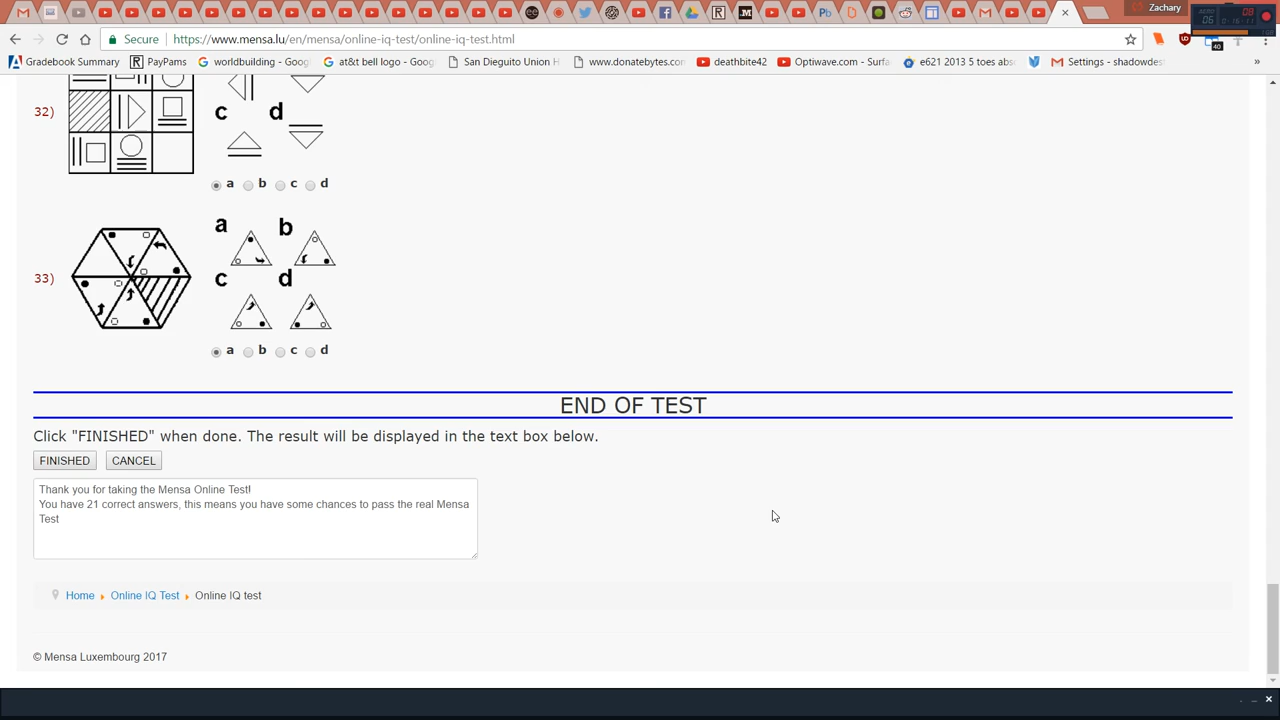 Zachary
Secure https://www.mensa.lu/en/mensa/online-iq-test/online-iq-test.html
40
Gradebook Summary PayPams worldbuilding - Goog at&t bell logo - Goog San Dieguito Union H www.donatebytes.co deathbite42 Optiwave.com - Surfa e621 2013 5 toes abs Settings - shadowdes »
32)
c d
a b c d
a b
33)
c d
a b c d
END OF TEST
Click "FINISHED" when done. The result will be displayed in the text box below.
FINISHED CANCEL
Thank you for taking the Mensa Online Test!
You have 21 correct answers, this means you have some chances to pass the real Mensa
Test
Home Online IQ Test Online IQ test
© Mensa Luxembourg 2017